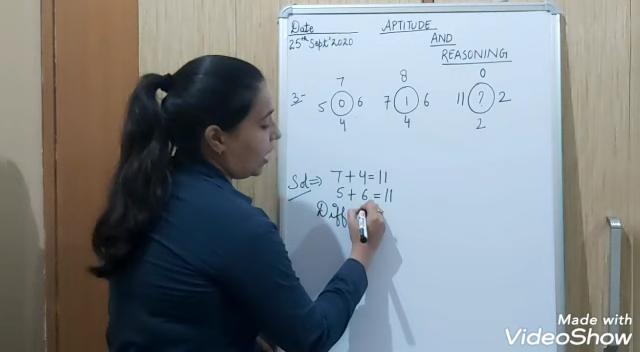 Date
25th Sept' 2020
APTITUDE
AND
REASONING
3-
7
5 0 6
4
8
7 1 6
4
0
11 ? 2
2
Sol ⇒ 7 + 4 = 11
5 + 6 = 11
Made with
VideoShow